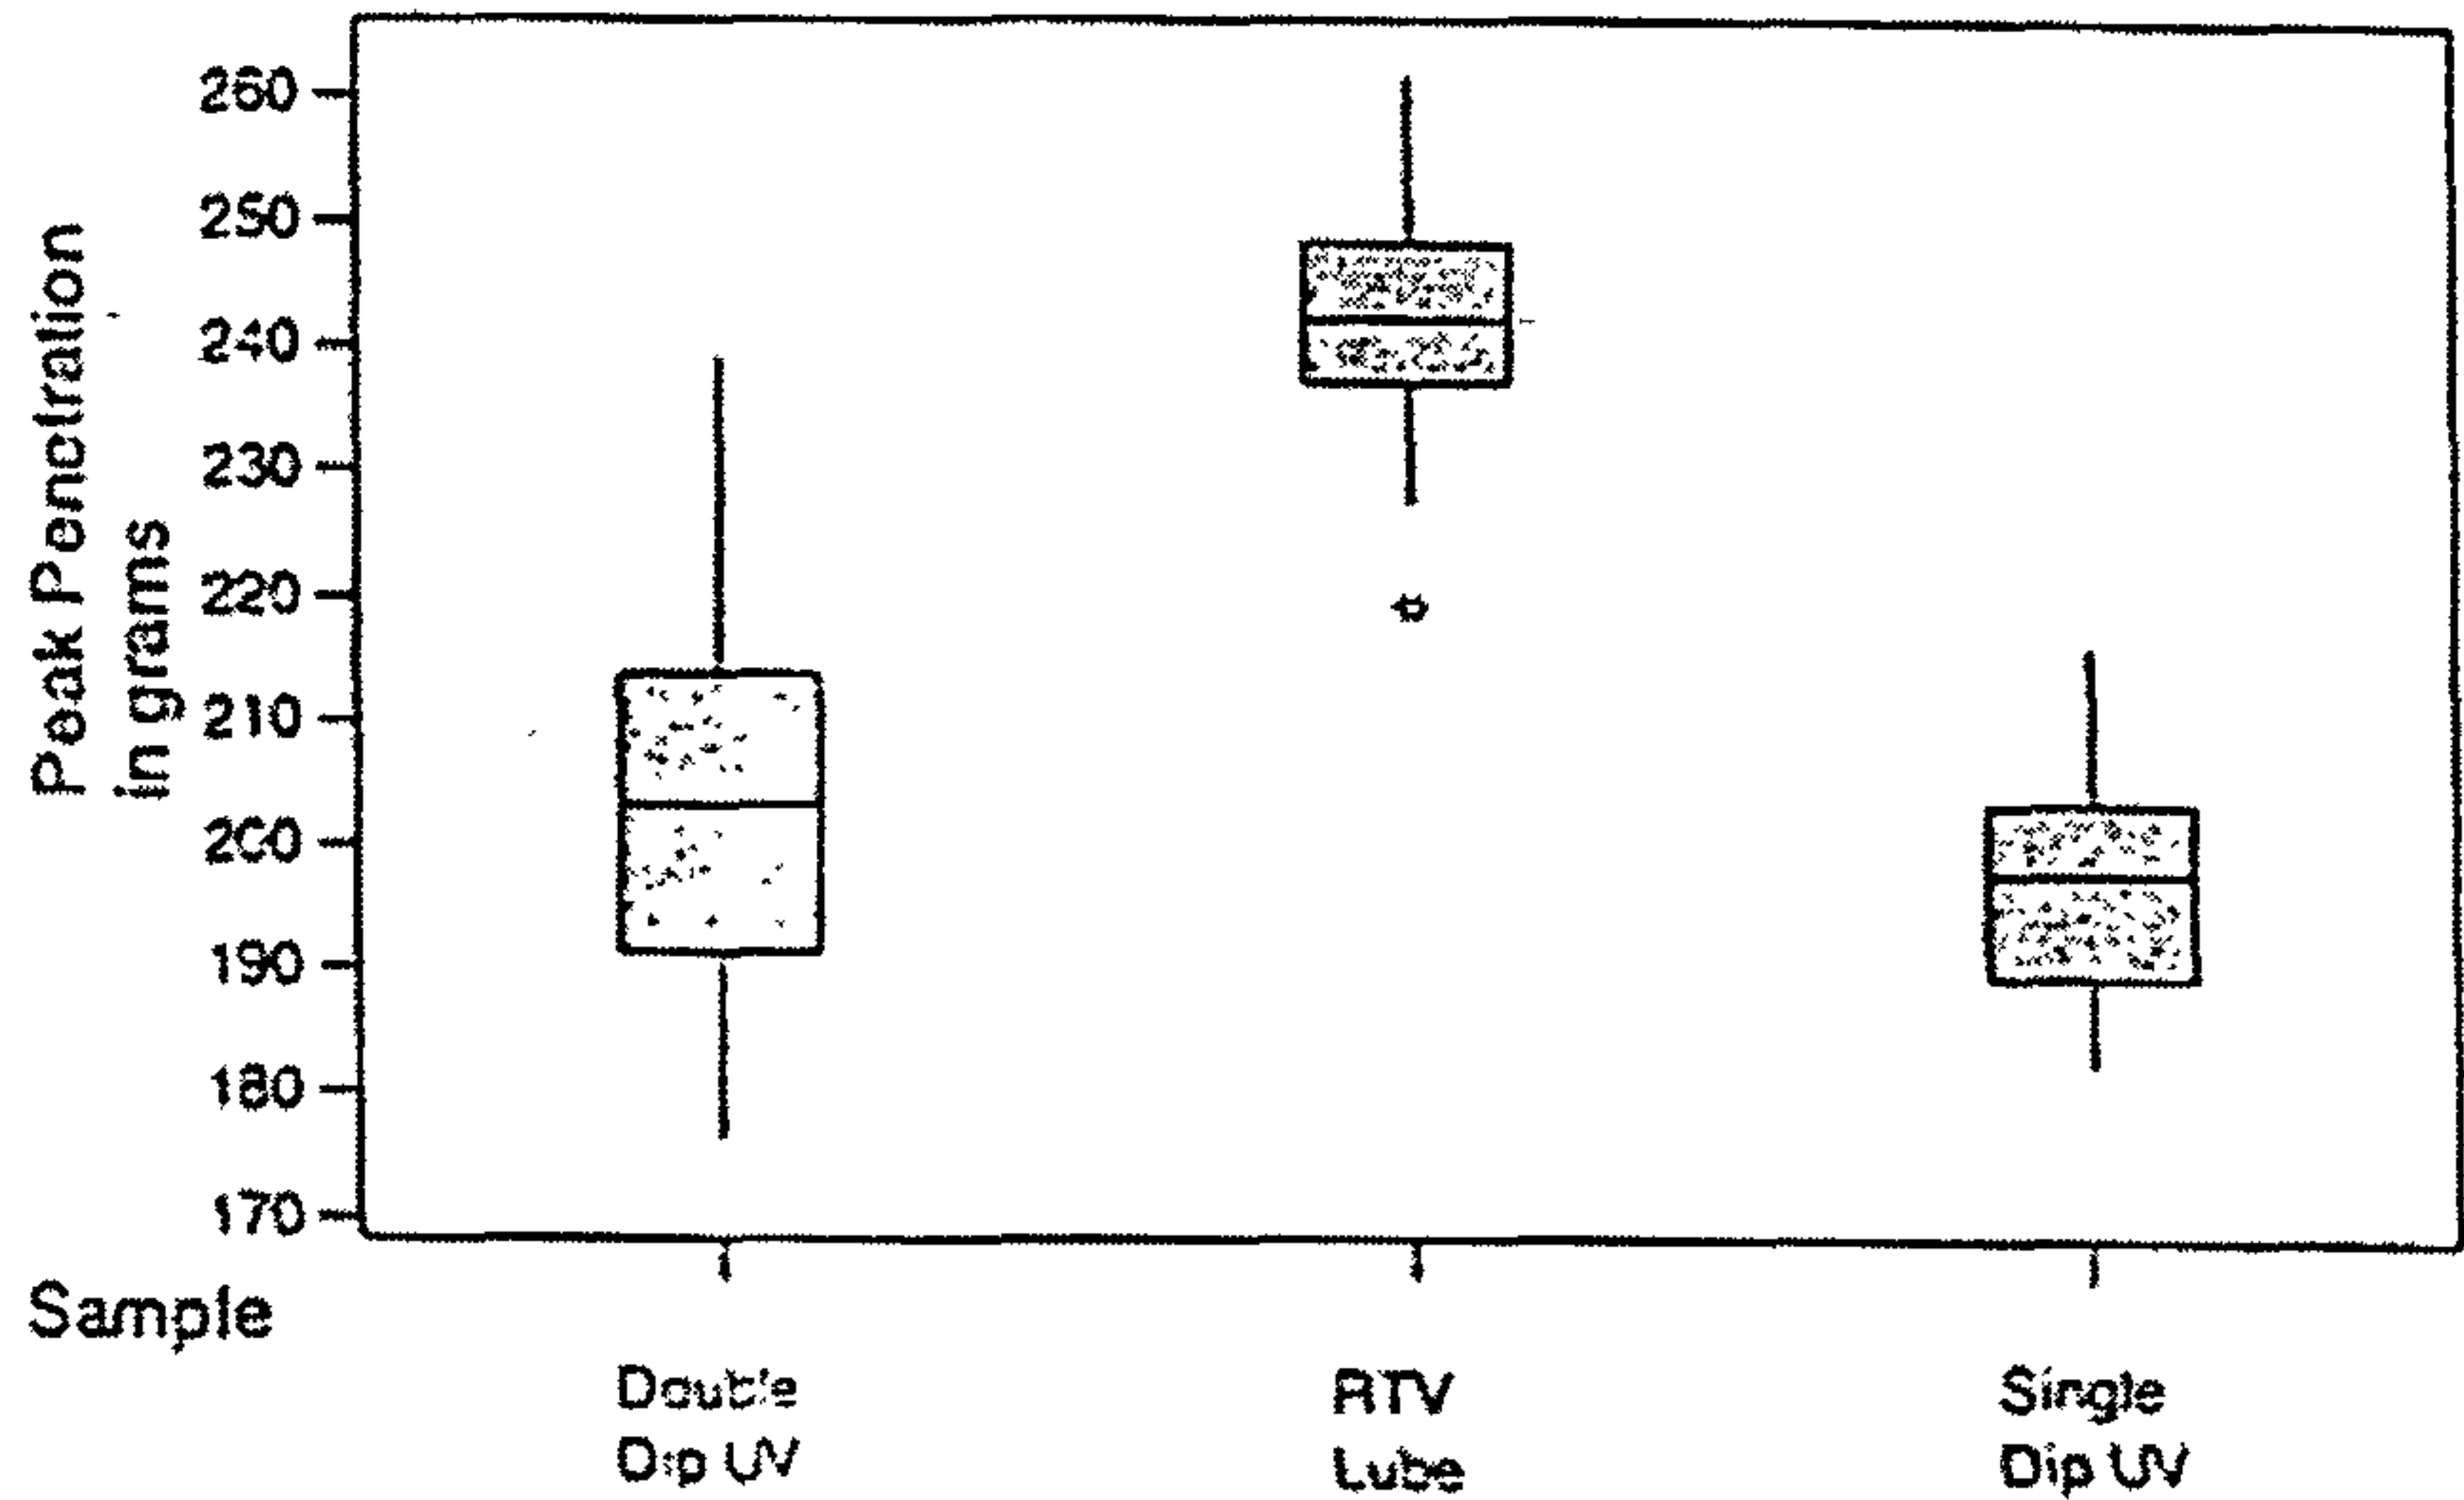 Peak Penetration
in grams
260
250
240
230
220
210
200
190
180
170
Sample
Double
Dip UV
RTV
Lube
Single
Dip UV